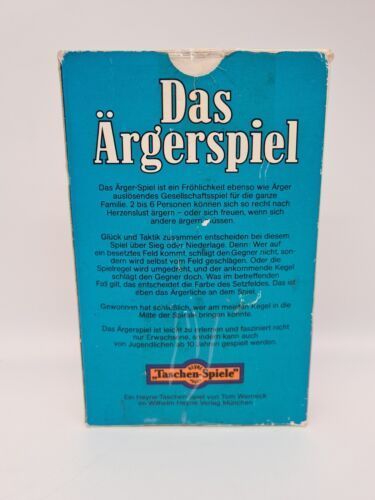 Das
Ärgerspiel
Das Ärger-Spiel ist ein Fröhlichkeit ebenso wie Ärger
auslösendes Gesellschaftsspiel für die ganze
Familie. 2 bis 6 Personen können sich so recht nach
Herzenslust ärgern – oder sich freuen, wenn sich
andere ärgern müssen.
Glück und Taktik zusammen entscheiden bei diesem
Spiel über Sieg oder Niederlage. Denn: Wer auf
ein besetztes Feld kommt, schlägt den Gegner nicht, son-
dern wird selbst vom Feld geschlagen. Oder die
Spielregel wird umgedreht, und der ankommende Kegel
schlägt den Gegner doch. Was im betreffenden
Fall gilt, das entscheidet die Farbe des Setzfeldes. Das ist
eben das Ärgerliche an dem Spiel.
Gewonnen hat schließlich, wer am meisten Kegel in die
Mitte der Spirale bringen konnte.
Das Ärgerspiel ist leicht zu erlernen und fasziniert nicht
nur Erwachsene, sondern kann auch
von Jugendlichen ab 10 Jahren gespielt werden.
"Taschen-Spiele"
Ein Heyne-Taschenspiel von Tom Werneck
im Wilhelm Heyne Verlag München